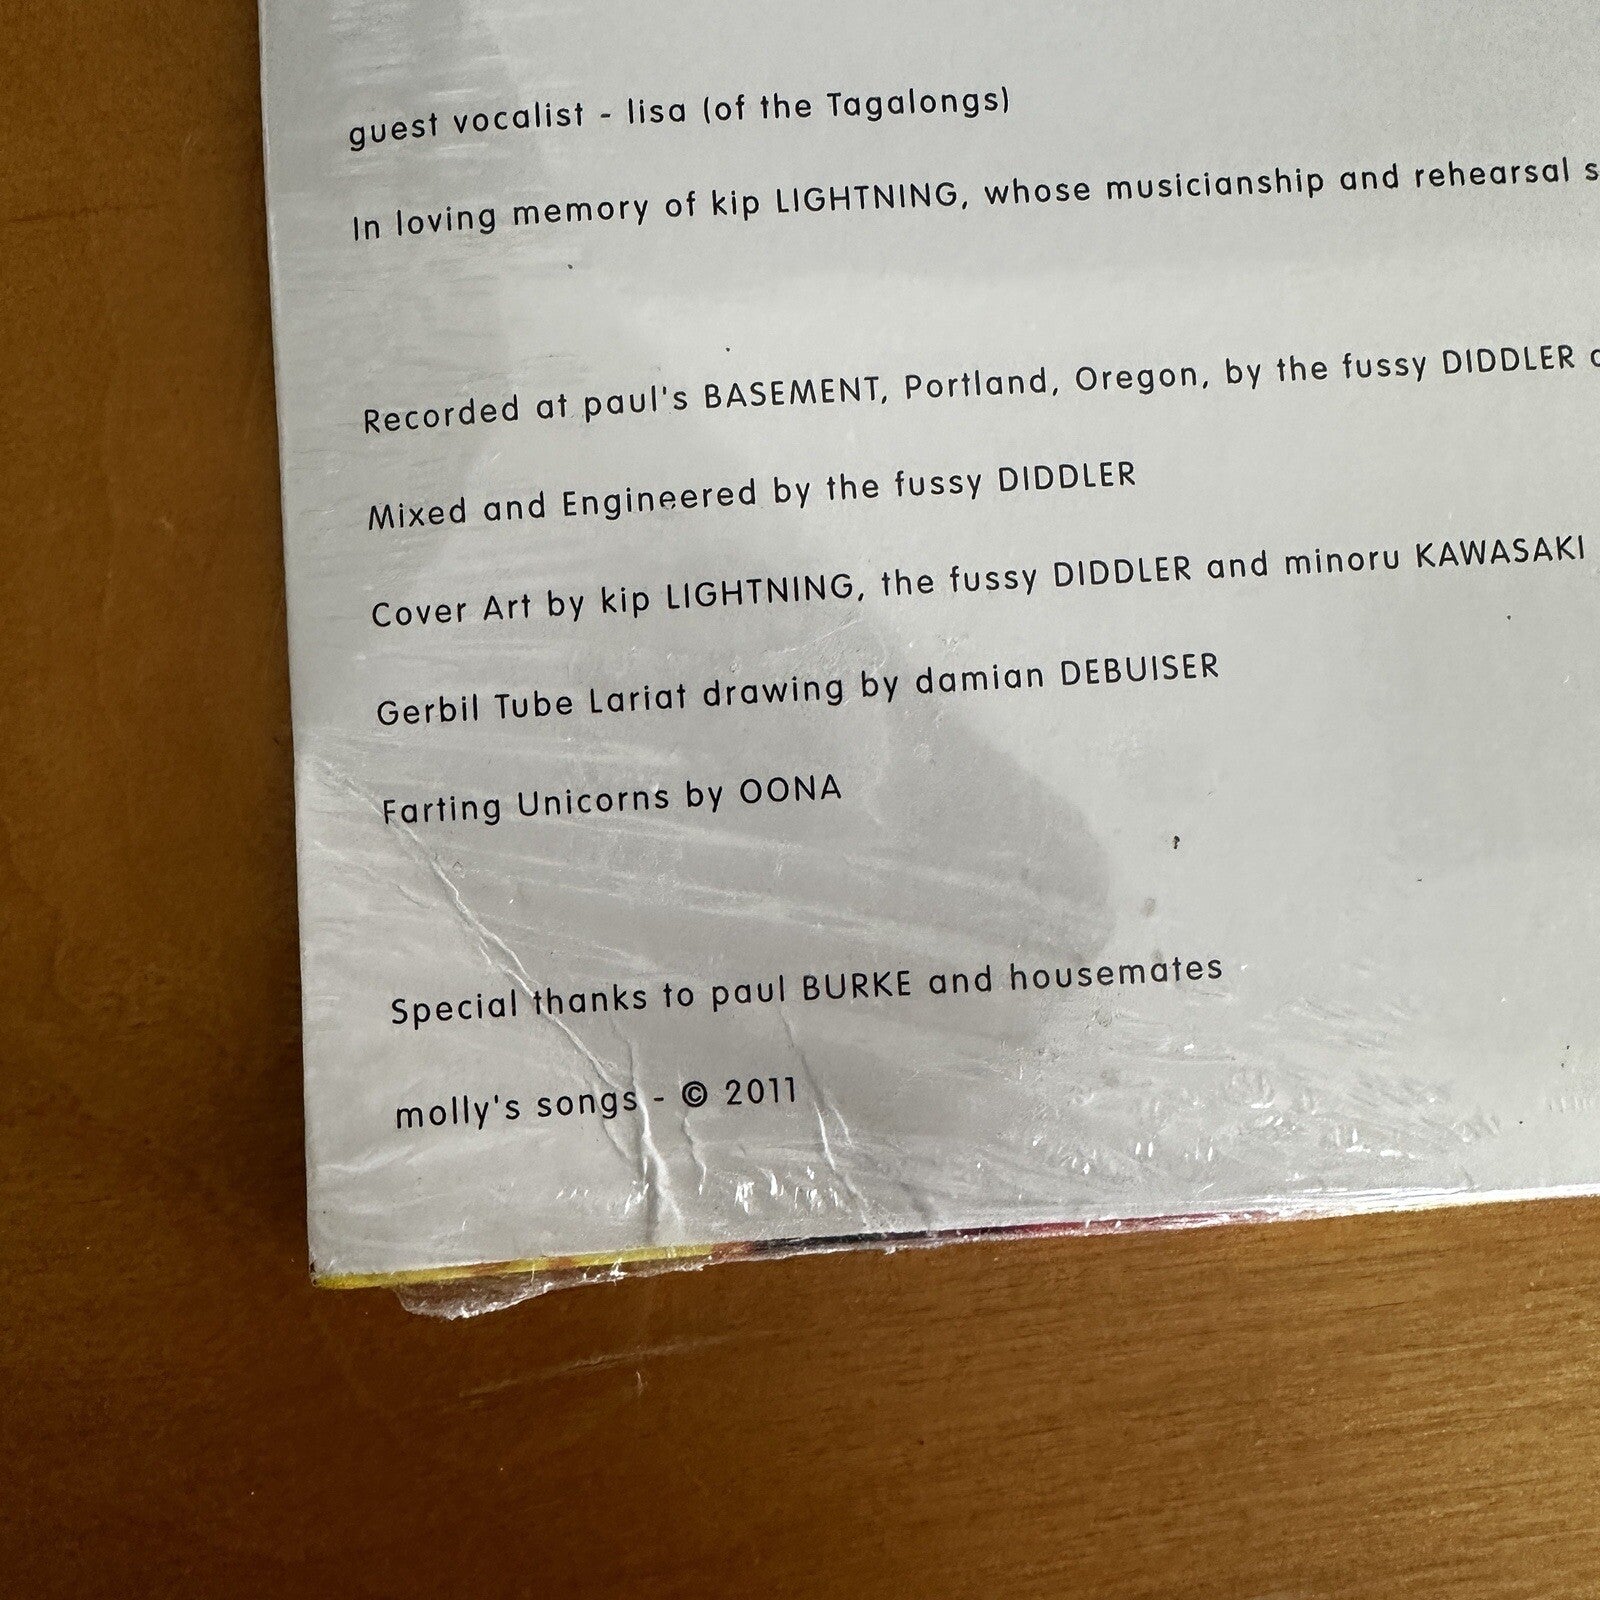 guest vocalist - lisa (of the Tagalongs)
In loving memory of kip LIGHTNING, whose musicianship and rehearsal
Recorded at paul's BASEMENT, Portland, Oregon, by the fussy DIDDLER
Mixed and Engineered by the fussy DIDDLER
Cover Art by kip LIGHTNING, the fussy DIDDLER and minoru KAWASAKI
Gerbil Tube Lariat drawing by damian DEBUISER
Farting Unicorns by OONA
Special thanks to paul BURKE and housemates
molly's songs - © 2011